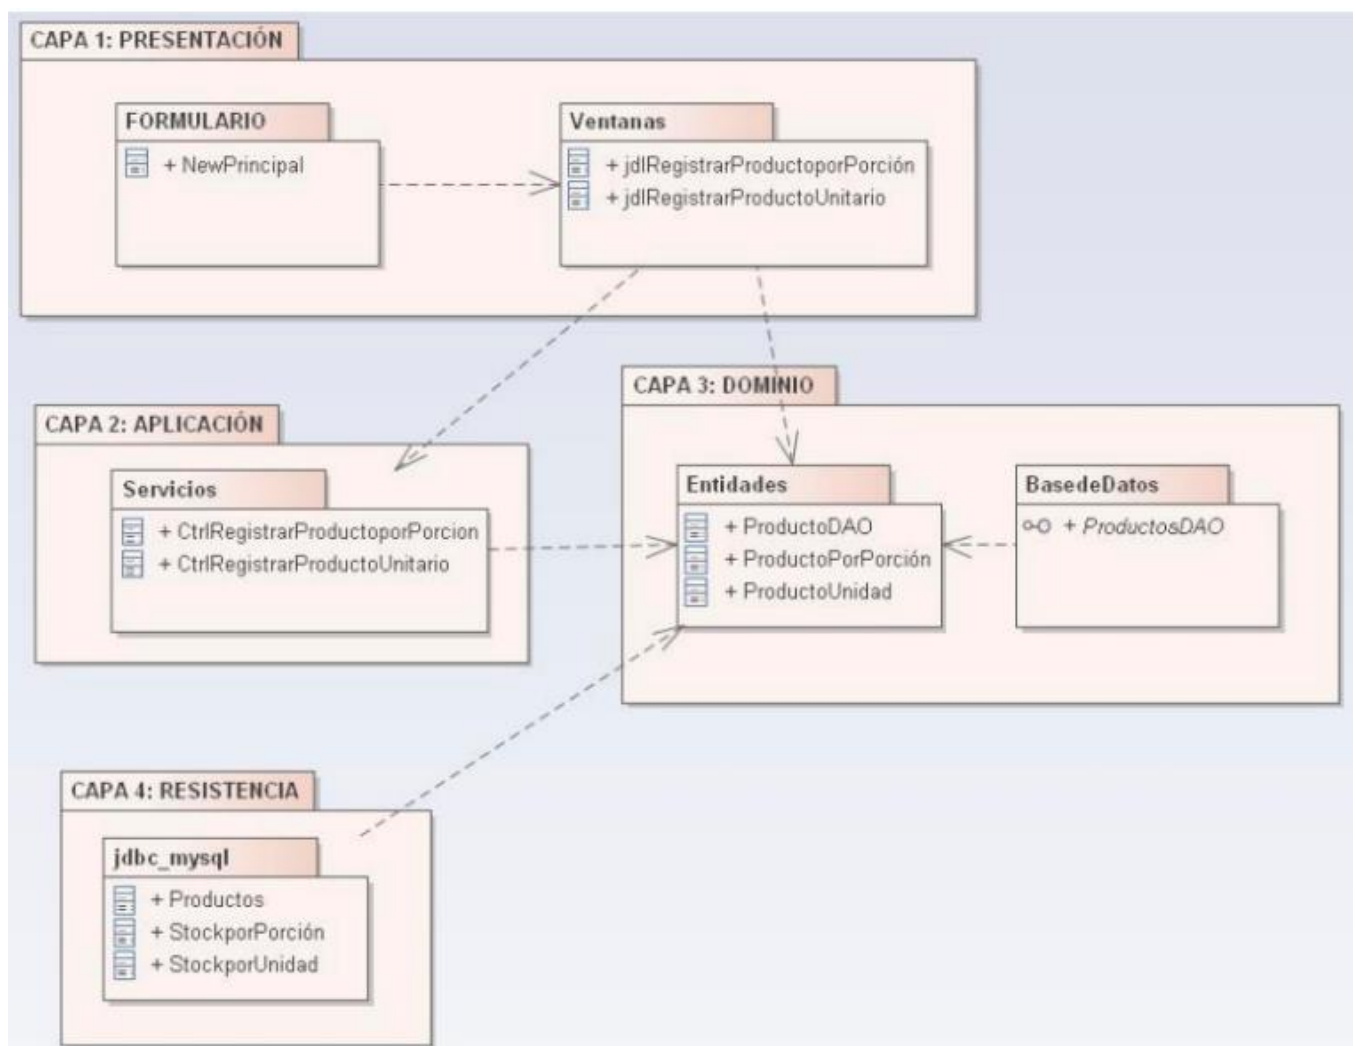 CAPA 1: PRESENTACIÓN
FORMULARIO
+ NewPrincipal
Ventanas
+ jdlRegistrarProductoporPorción
+ jdlRegistrarProductoUnitario
CAPA 2: APLICACIÓN
Servicios
+ CtrlRegistrarProductoporPorcion
+ CtrlRegistrarProductoUnitario
CAPA 3: DOMINIO
Entidades
+ ProductoDAO
+ ProductoPorPorción
+ ProductoUnidad
BasedeDatos
+ ProductosDAO
CAPA 4: RESISTENCIA
jdbc_mysql
+ Productos
+ StockporPorción
+ StockporUnidad